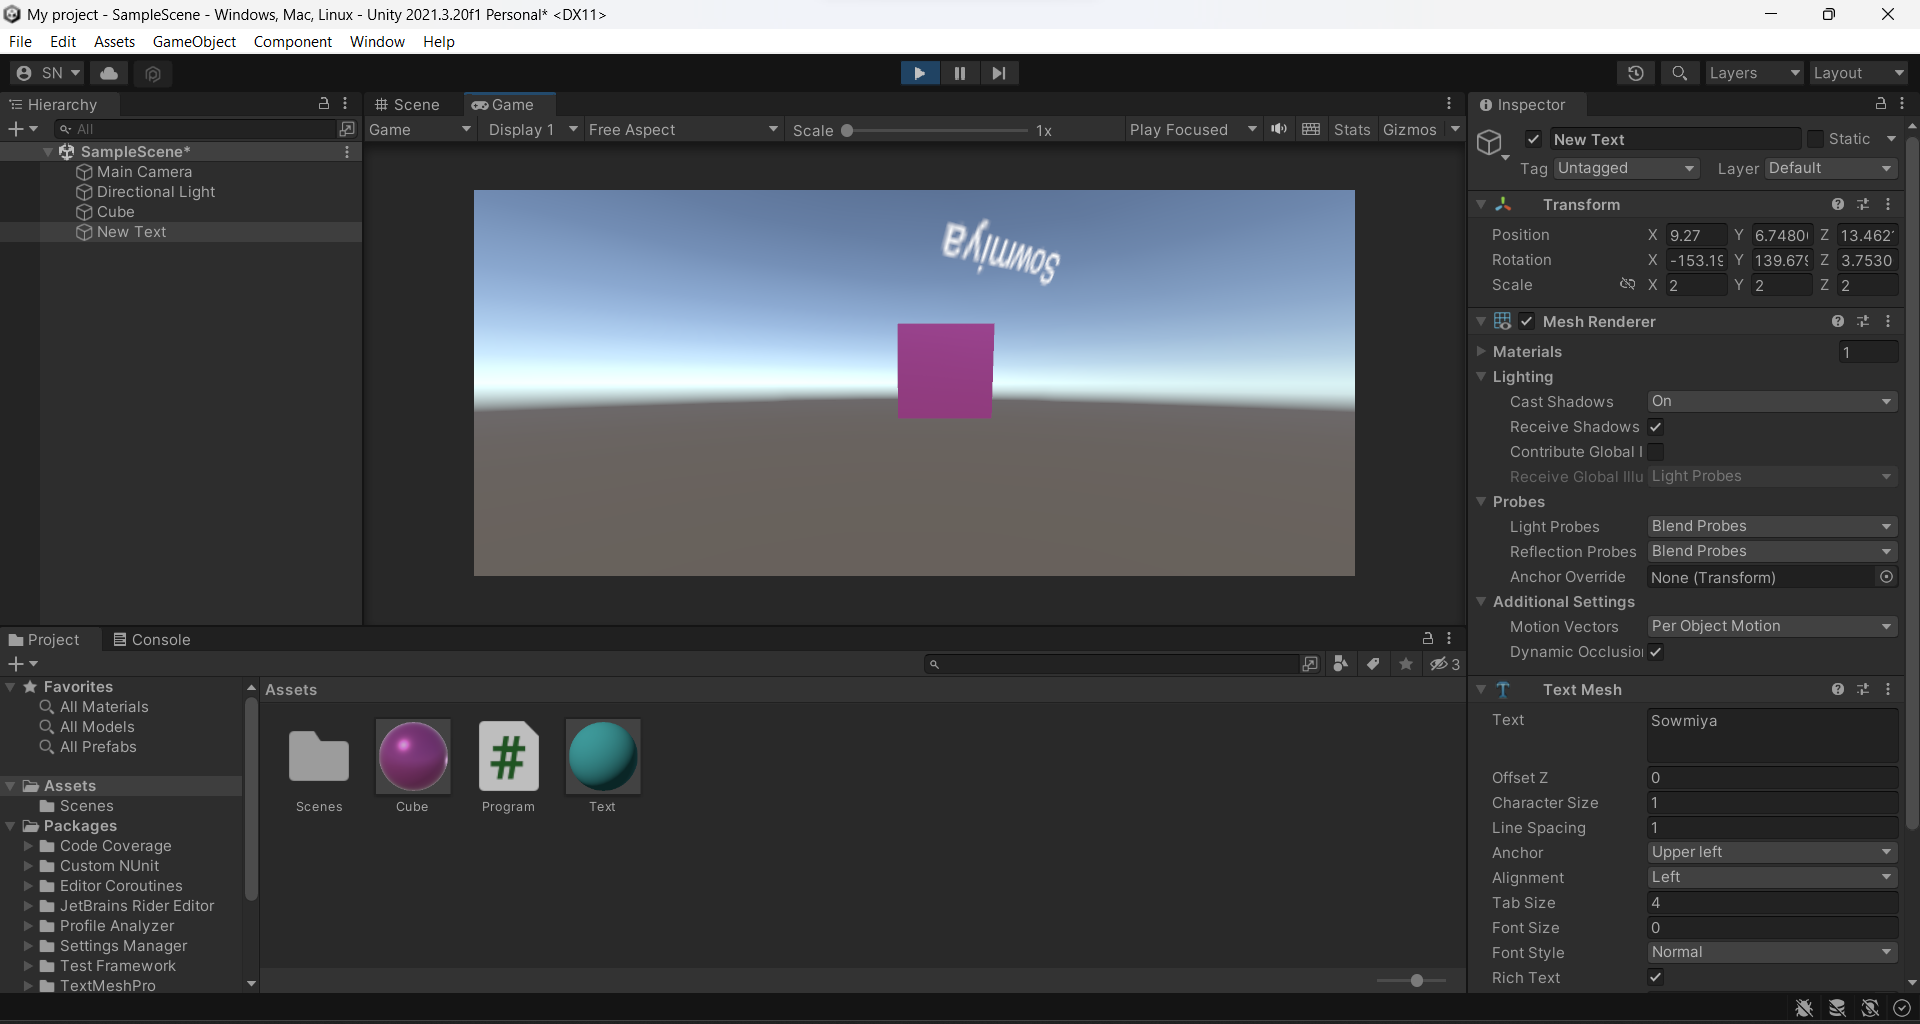 My project - SampleScene - Windows, Mac, Linux - Unity 2021.3.20f1 Personal* <DX11>
File Edit Assets GameObject Component Window Help
SN
Layers Layout
Hierarchy
All
SampleScene*
Main Camera
Directional Light
Cube
New Text
# Scene Game
Game Display 1 Free Aspect Scale 1x Play Focused Stats Gizmos
Sowmiya
Inspector
New Text Static
Tag Untagged Layer Default
Transform
Position X 9.27 Y 6.7480 Z 13.462
Rotation X -153.19 Y 139.679 Z 3.7530
Scale X 2 Y 2 Z 2
Mesh Renderer
Materials 1
Lighting
Cast Shadows On
Receive Shadows
Contribute Global I
Receive Global Illu Light Probes
Probes
Light Probes Blend Probes
Reflection Probes Blend Probes
Anchor Override None (Transform)
Additional Settings
Motion Vectors Per Object Motion
Dynamic Occlusio
Text Mesh
Text Sowmiya
Offset Z 0
Character Size 1
Line Spacing 1
Anchor Upper left
Alignment Left
Tab Size 4
Font Size 0
Font Style Normal
Rich Text
Project Console
3
Favorites
All Materials
All Models
All Prefabs
Assets
Scenes
Packages
Code Coverage
Custom NUnit
Editor Coroutines
JetBrains Rider Editor
Profile Analyzer
Settings Manager
Test Framework
TextMeshPro
Assets
#
Scenes Cube Program Text